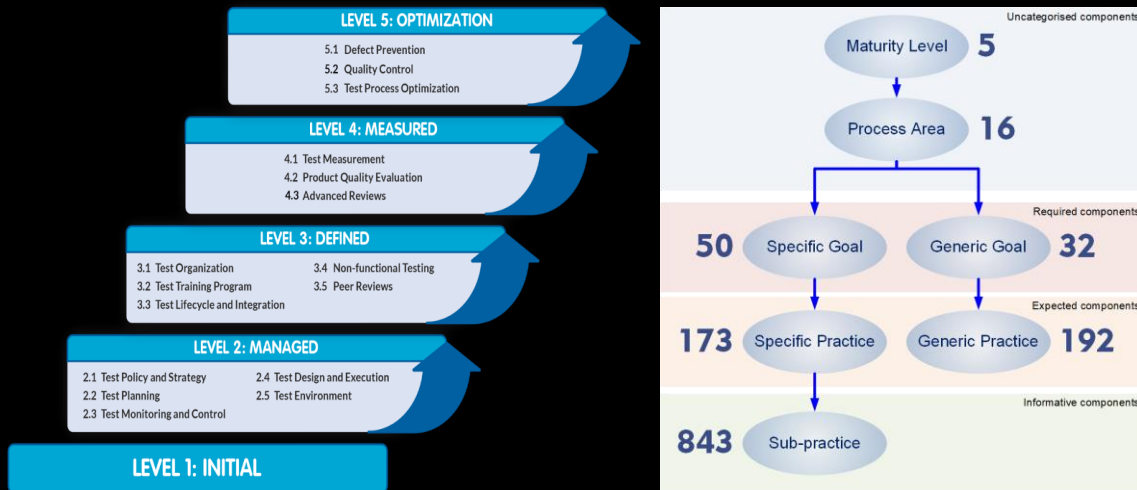 LEVEL 5: OPTIMIZATION
5.1 Defect Prevention
5.2 Quality Control
5.3 Test Process Optimization
LEVEL 4: MEASURED
4.1 Test Measurement
4.2 Product Quality Evaluation
4.3 Advanced Reviews
LEVEL 3: DEFINED
3.1 Test Organization
3.2 Test Training Program
3.3 Test Lifecycle and Integration
3.4 Non-functional Testing
3.5 Peer Reviews
LEVEL 2: MANAGED
2.1 Test Policy and Strategy
2.2 Test Planning
2.3 Test Monitoring and Control
2.4 Test Design and Execution
2.5 Test Environment
LEVEL 1: INITIAL
Uncategorised components
Maturity Level 5
Process Area 16
Required components
50 Specific Goal
Generic Goal 32
Expected components
173 Specific Practice
Generic Practice 192
Informative components
843 Sub-practice